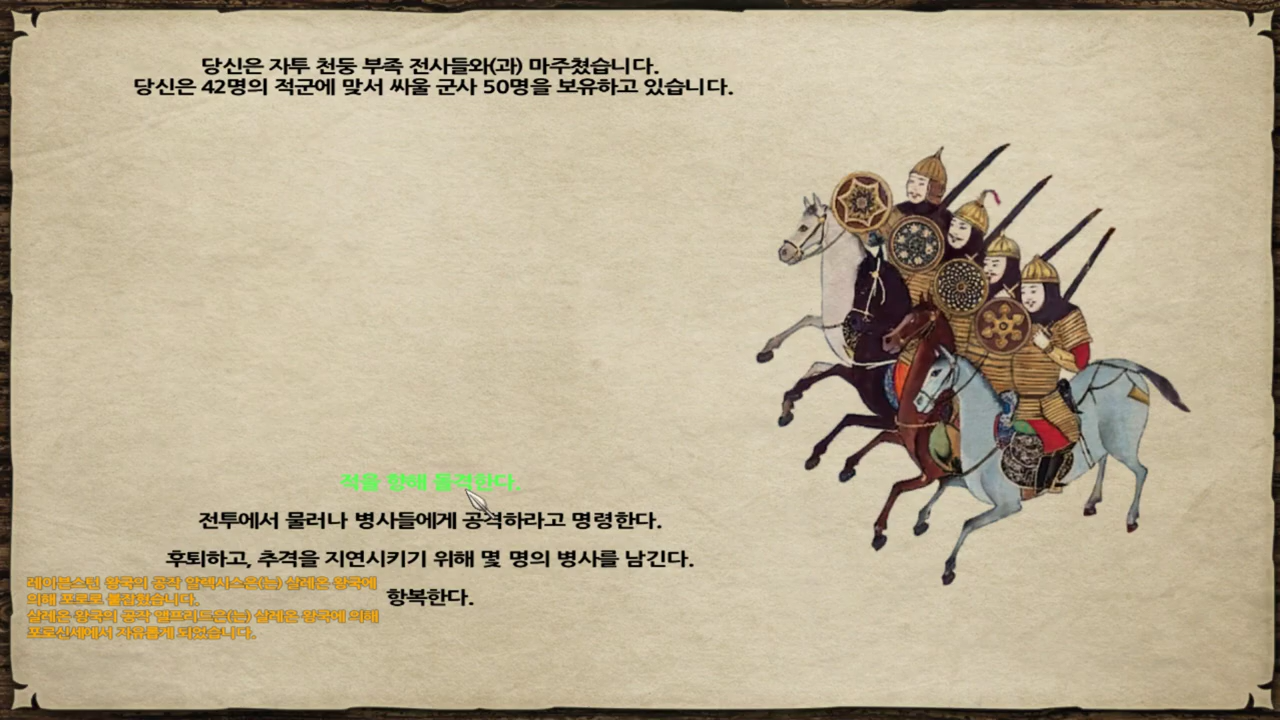 당신은 자투 천둥 부족 전사들와(과) 마주쳤습니다.
당신은 42명의 적군에 맞서 싸울 군사 50명을 보유하고 있습니다.
적을 향해 돌격한다.
전투에서 물러나 병사들에게 공격하라고 명령한다.
후퇴하고, 추격을 지연시키기 위해 몇 명의 병사를 남긴다.
항복한다.
레이븐스턴 왕국의 공작 알렉시스은(는) 살레온 왕국에
의해 포로로 붙잡혔습니다.
살레온 왕국의 공작 앨프리드은(는) 살레온 왕국에 의해
포로신세에서 자유롭게 되었습니다.